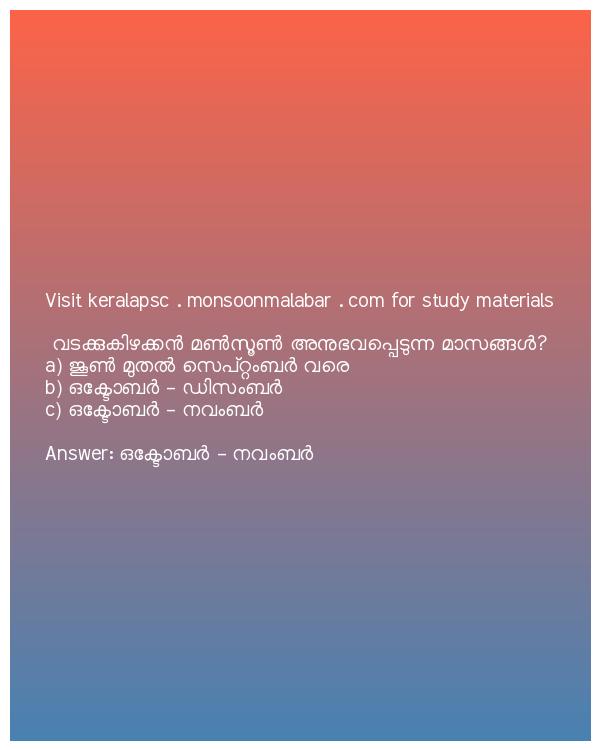 Visit keralapsc .monsoonmalabar .com for study materials
വടക്കുകിഴക്കൻ മൺസൂൺ അനുഭവപ്പെടുന്ന മാസങ്ങൾ?
a) ജൂൺ മുതൽ സെപ്റ്റംബർ വരെ
b) ഒക്ടോബർ - ഡിസംബർ
c) ഒക്ടോബർ - നവംബർ
Answer: ഒക്ടോബർ - നവംബർ